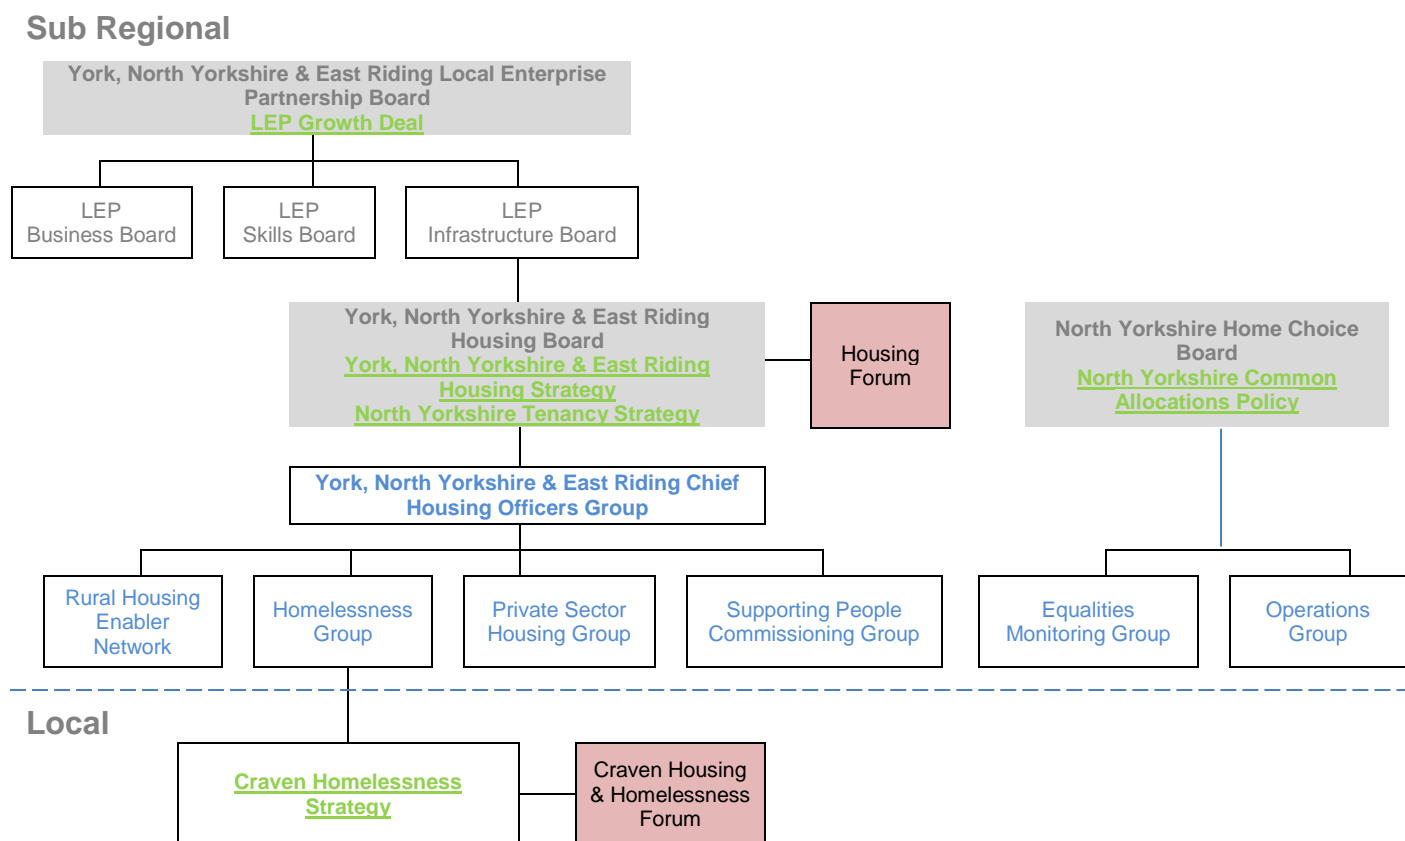 Sub Regional
York, North Yorkshire & East Riding Local Enterprise
Partnership Board
LEP Growth Deal
LEP
Business Board
LEP
Skills Board
LEP
Infrastructure Board
York, North Yorkshire & East Riding
Housing Board
York, North Yorkshire & East Riding
Housing Strategy
North Yorkshire Tenancy Strategy
Housing
Forum
North Yorkshire Home Choice
Board
North Yorkshire Common
Allocations Policy
York, North Yorkshire & East Riding Chief
Housing Officers Group
Rural Housing
Enabler
Network
Homelessness
Group
Private Sector
Housing Group
Supporting People
Commissioning Group
Equalities
Monitoring Group
Operations
Group
Local
Craven Homelessness
Strategy
Craven Housing
& Homelessness
Forum